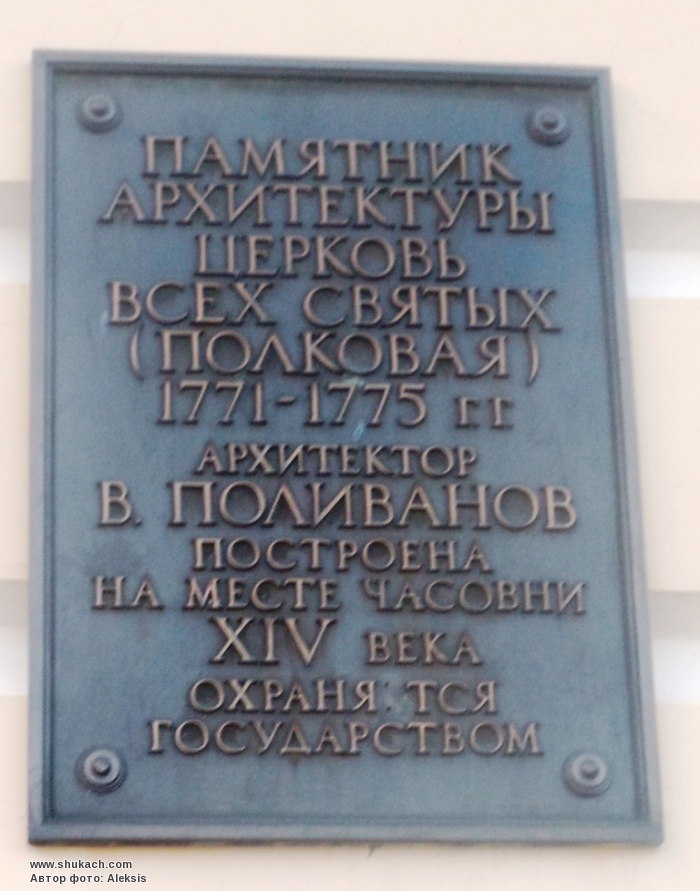 ПАМЯТНИК
АРХИТЕКТУРЫ
ЦЕРКОВЬ
ВСЕХ СВЯТЫХ
(ПОЛКОВАЯ)
1771-1775 г.г.
АРХИТЕКТОР
В. ПОЛИВАНОВ
ПОСТРОЕНА
НА МЕСТЕ ЧАСОВНИ
XIV ВЕКА
ОХРАНЯ ТСЯ
ГОСУДАРСТВОМ
www.shukach.com
Автор фото: Aleksis